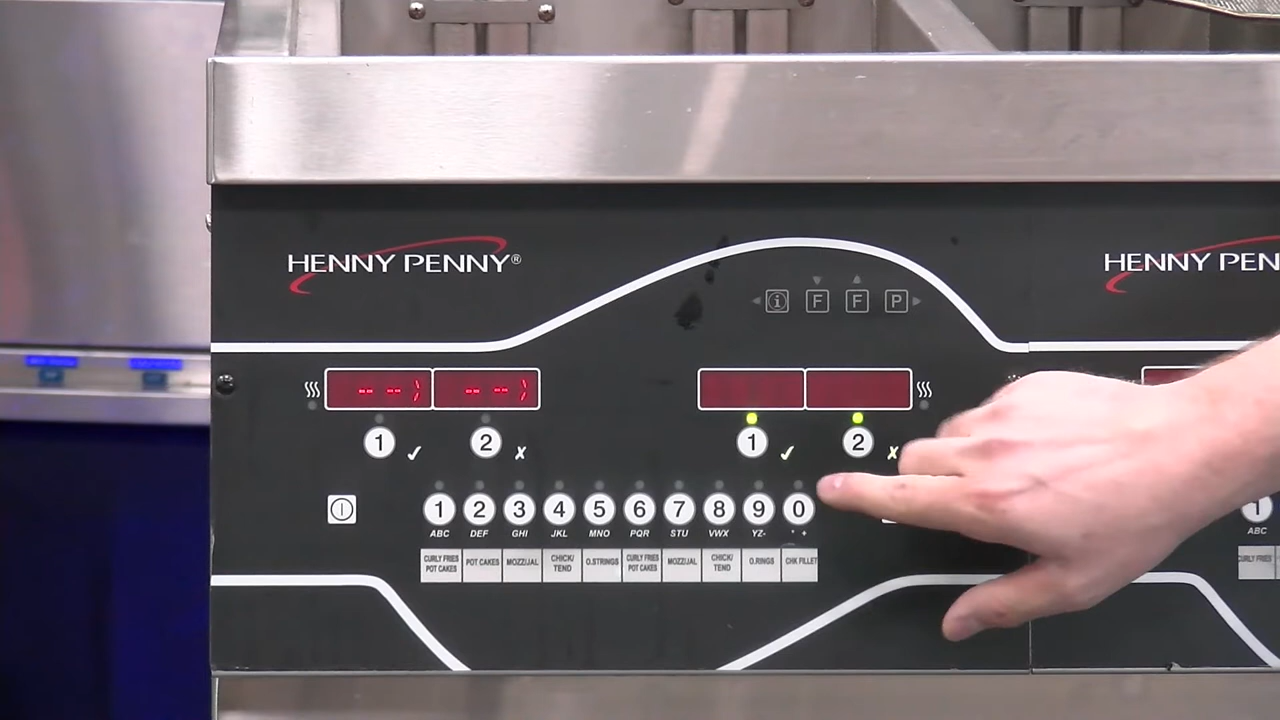 HENNY PENNY®
HENNY PEN
i F F P
-- --
1 2 1 2
1 2 3 4 5 6 7 8 9 0 1
ABC DEF GHI JKL MNO PQR STU VWX YZ- ' + ABC
CURLY FRIES
POT CAKES
POT CAKES
MOZZ/JAL
CHICK/
TEND
O.STRINGS
CURLY FRIES
POT CAKES
MOZZ/JAL
CHICK/
TEND
O.RINGS
CHK FILLET
CURLY FRIES